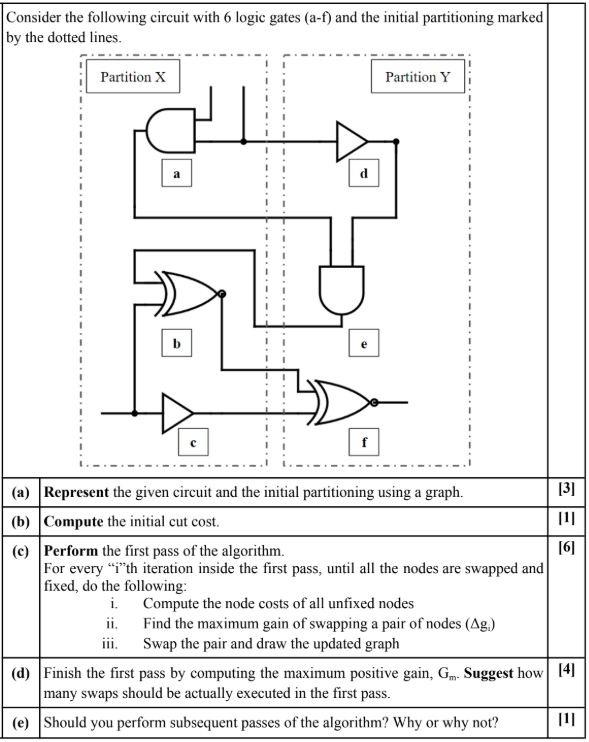 Consider the following circuit with 6 logic gates (a-f) and the initial partitioning marked
by the dotted lines.
Partition X
Partition Y
a
d
b
e
c
f
(a) Represent the given circuit and the initial partitioning using a graph. [3]
(b) Compute the initial cut cost. [1]
(c) Perform the first pass of the algorithm. [6]
For every “i”th iteration inside the first pass, until all the nodes are swapped and
fixed, do the following:
i. Compute the node costs of all unfixed nodes
ii. Find the maximum gain of swapping a pair of nodes (Δgᵢ)
iii. Swap the pair and draw the updated graph
(d) Finish the first pass by computing the maximum positive gain, Gₘ. Suggest how [4]
many swaps should be actually executed in the first pass.
(e) Should you perform subsequent passes of the algorithm? Why or why not? [1]